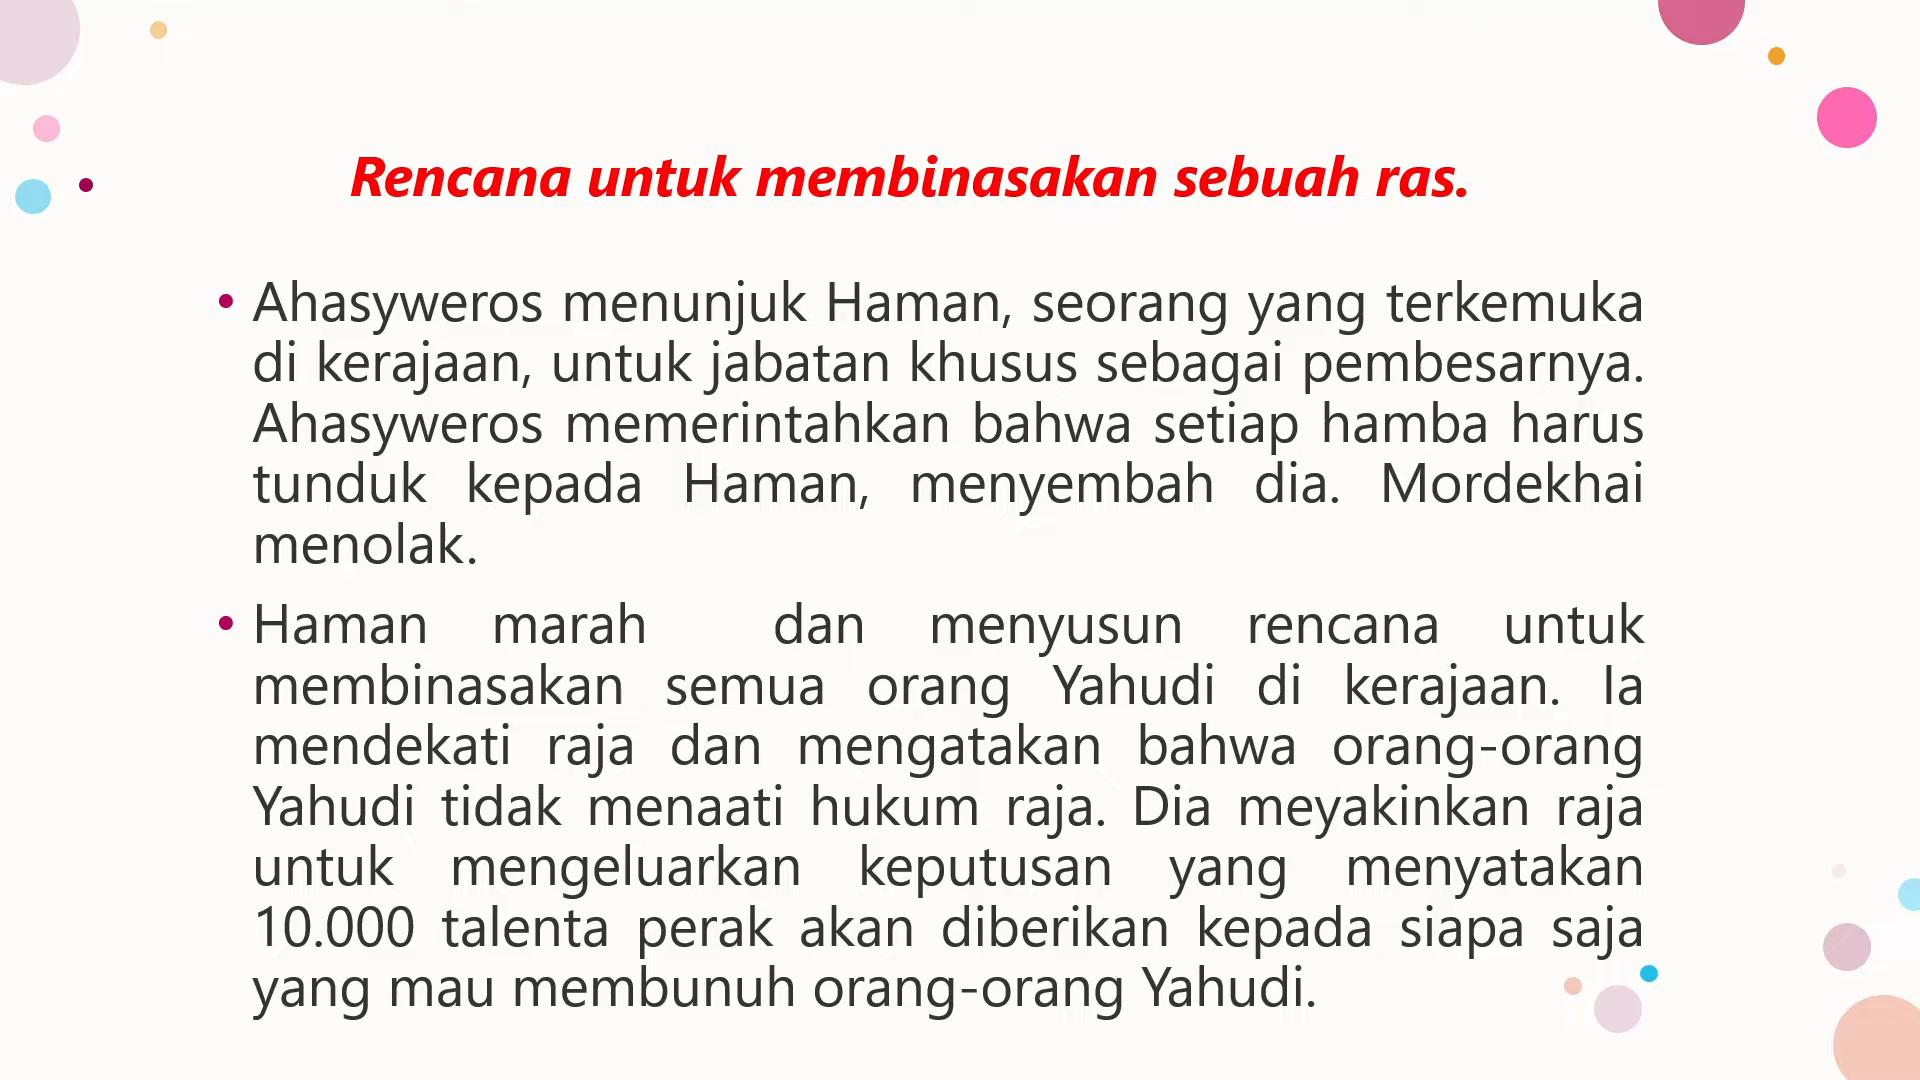 Rencana untuk membinasakan sebuah ras.
• Ahasyweros menunjuk Haman, seorang yang terkemuka
di kerajaan, untuk jabatan khusus sebagai pembesarnya.
Ahasyweros memerintahkan bahwa setiap hamba harus
tunduk kepada Haman, menyembah dia. Mordekhai
menolak.
• Haman marah dan menyusun rencana untuk
membinasakan semua orang Yahudi di kerajaan. Ia
mendekati raja dan mengatakan bahwa orang-orang
Yahudi tidak menaati hukum raja. Dia meyakinkan raja
untuk mengeluarkan keputusan yang menyatakan
10.000 talenta perak akan diberikan kepada siapa saja
yang mau membunuh orang-orang Yahudi.